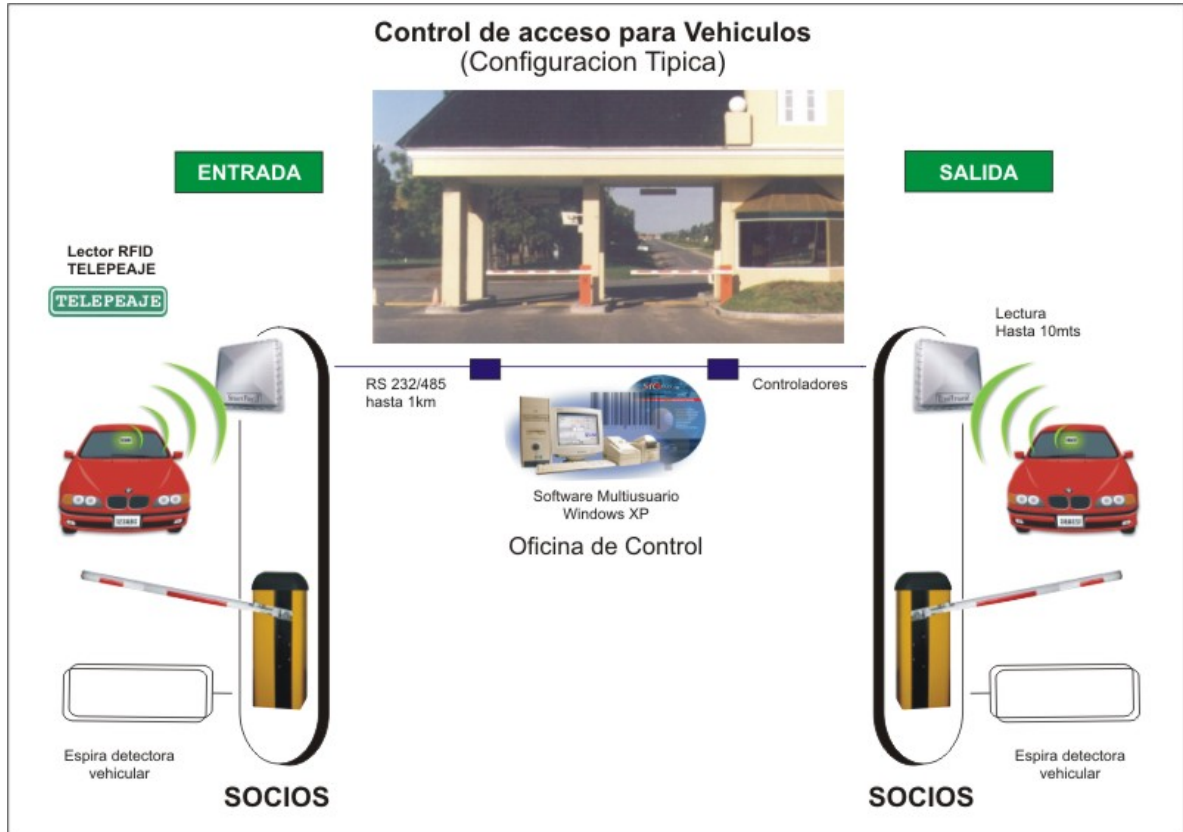 Control de acceso para Vehiculos
(Configuracion Tipica)
ENTRADA
SALIDA
Lector RFID
TELEPEAJE
TELEPEAJE
Lectura
Hasta 10mts
RS 232/485
hasta 1km
Controladores
Software Multiusuario
Windows XP
Oficina de Control
Espira detectora
vehicular
Espira detectora
vehicular
SOCIOS
SOCIOS